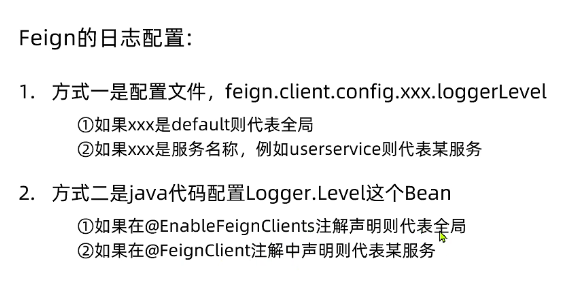 Feign的日志配置:
1. 方式一是配置文件，feign.client.config.xxx.loggerLevel
①如果xxx是default则代表全局
②如果xxx是服务名称，例如userservice则代表某服务
2. 方式二是java代码配置Logger.Level这个Bean
①如果在@EnableFeignClients注解声明则代表全局
②如果在@FeignClient注解中声明则代表某服务